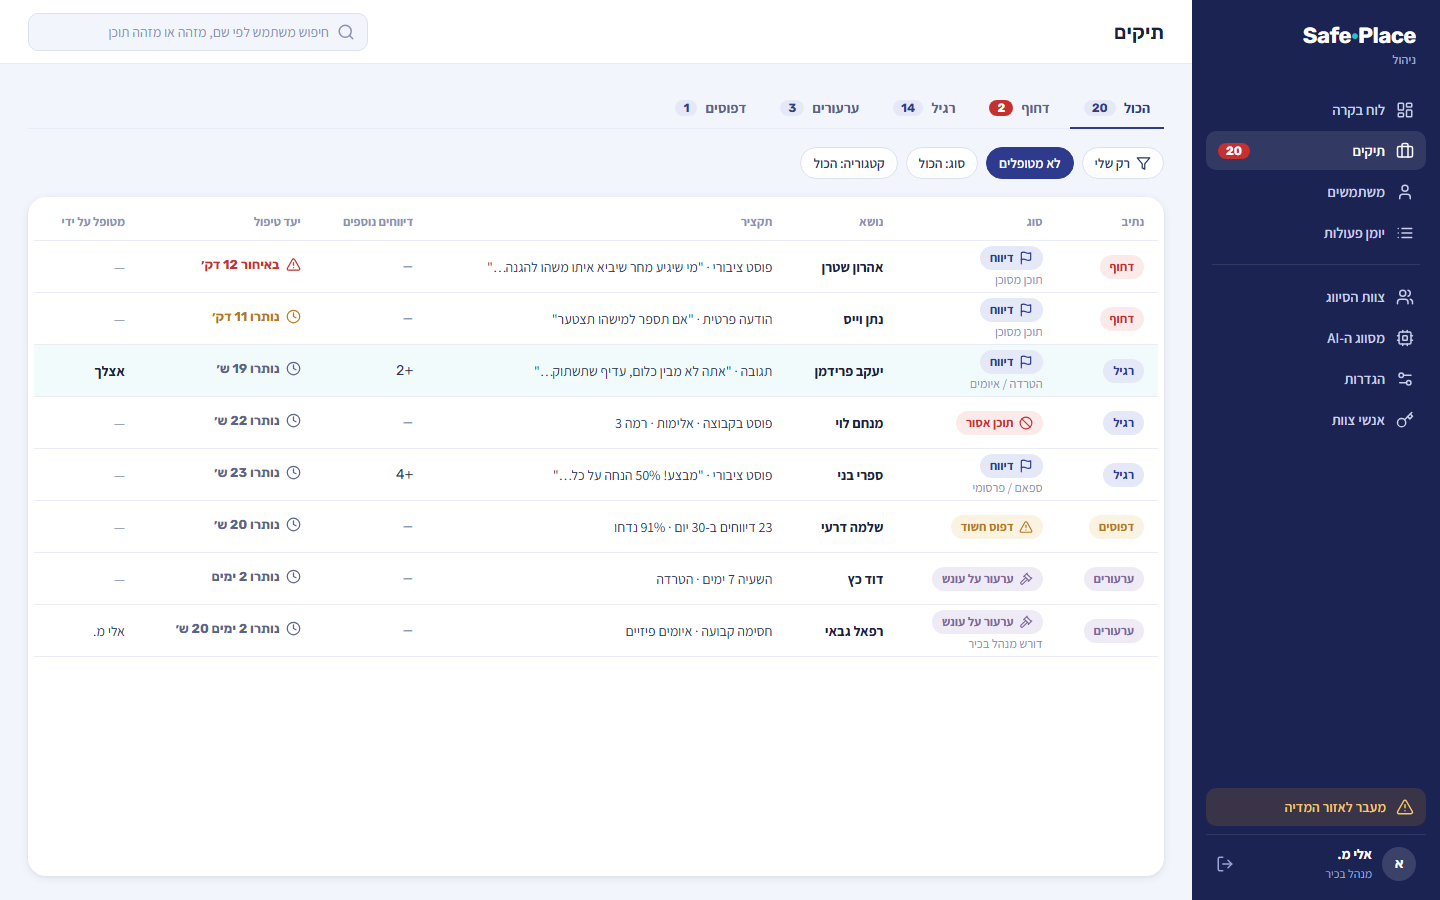 Safe•Place
ניהול
לוח בקרה
תיקים 20
משתמשים
יומן פעולות
צוות הסיווג
מסווג ה-AI
הגדרות
אנשי צוות
מעבר לאזור המדיה
א
אלי מ.
מנהל בכיר
תיקים
חיפוש משתמש לפי שם, מזהה או מזהה תוכן
הכול 20 דחוף 2 רגיל 14 ערעורים 3 דפוסים 1
רק שלי לא מטופלים סוג: הכול קטגוריה: הכול
נתיב סוג נושא תקציר דיווחים נוספים יעד טיפול מטופל על ידי
דחוף דיווח אהרון שטרן פוסט ציבורי · "מי שיגיע מחר שיביא איתו משהו להגנה…" — באיחור 12 דק׳ —
תוכן מסוכן
דחוף דיווח נתן וייס הודעה פרטית · "אם תספר למישהו תצטער" — נותרו 11 דק׳ —
תוכן מסוכן
רגיל דיווח יעקב פרידמן תגובה · "אתה לא מבין כלום, עדיף שתשתוק…" +2 נותרו 19 ש׳ אצלך
הטרדה / איומים
רגיל תוכן אסור מנחם לוי פוסט בקבוצה · אלימות · רמה 3 — נותרו 22 ש׳ —
רגיל דיווח ספרי בני פוסט ציבורי · "מבצע! 50% הנחה על כל…" +4 נותרו 23 ש׳ —
ספאם / פרסומי
דפוסים דפוס חשוד שלמה דרעי 23 דיווחים ב-30 יום · 91% נדחו — נותרו 20 ש׳ —
ערעורים ערעור על עונש דוד כץ השעיה 7 ימים · הטרדה — נותרו 2 ימים —
ערעורים ערעור על עונש רפאל גבאי חסימה קבועה · איומים פיזיים — נותרו 2 ימים 20 ש׳ אלי מ.
דורש מנהל בכיר